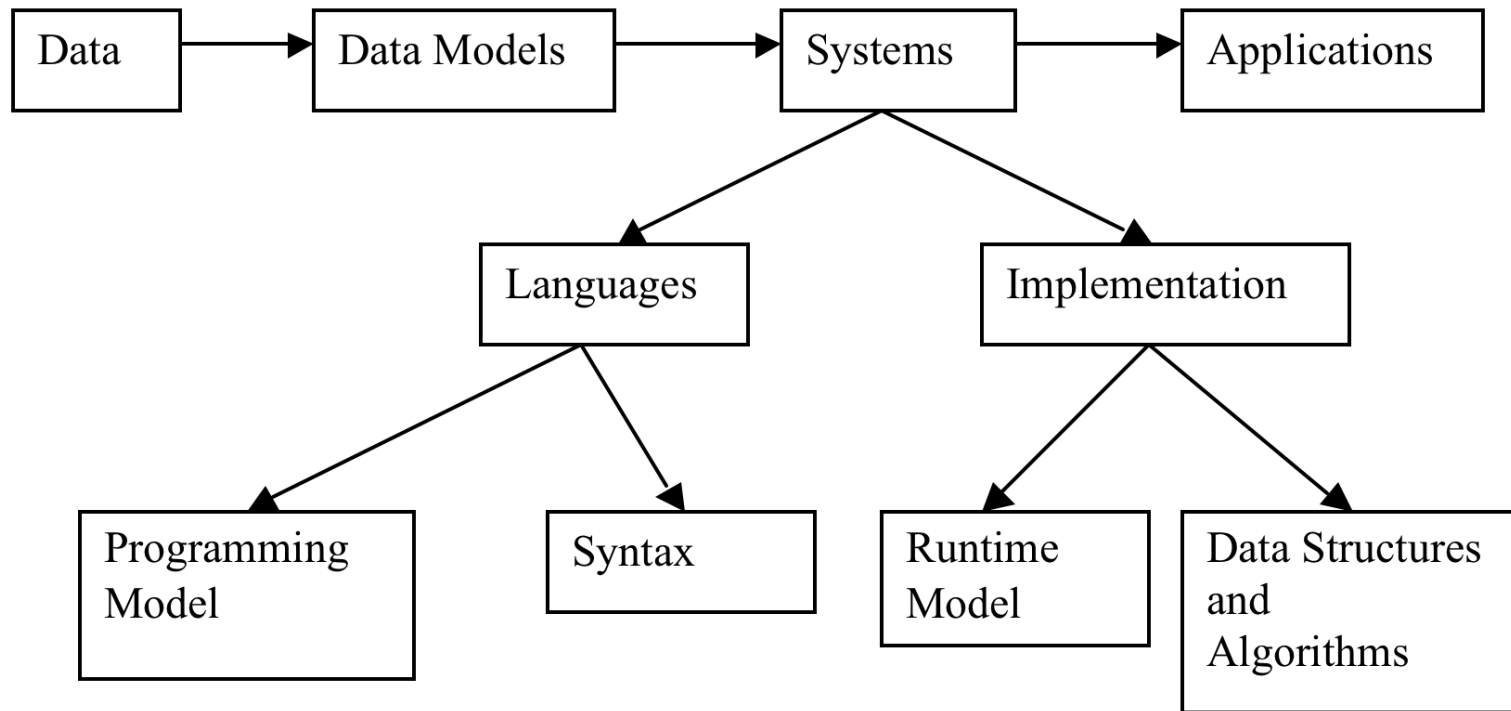 Data
Data Models
Systems
Applications
Languages
Implementation
Programming
Model
Syntax
Runtime
Model
Data Structures
and
Algorithms